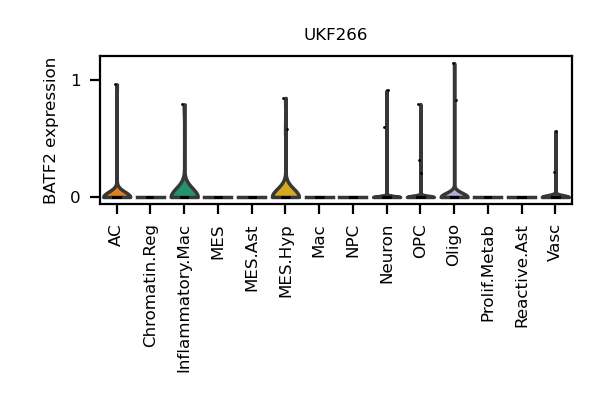 UKF266
BATF2 expression
1
0
AC
Chromatin.Reg
Inflammatory.Mac
MES
MES.Ast
MES.Hyp
Mac
NPC
Neuron
OPC
Oligo
Prolif.Metab
Reactive.Ast
Vasc